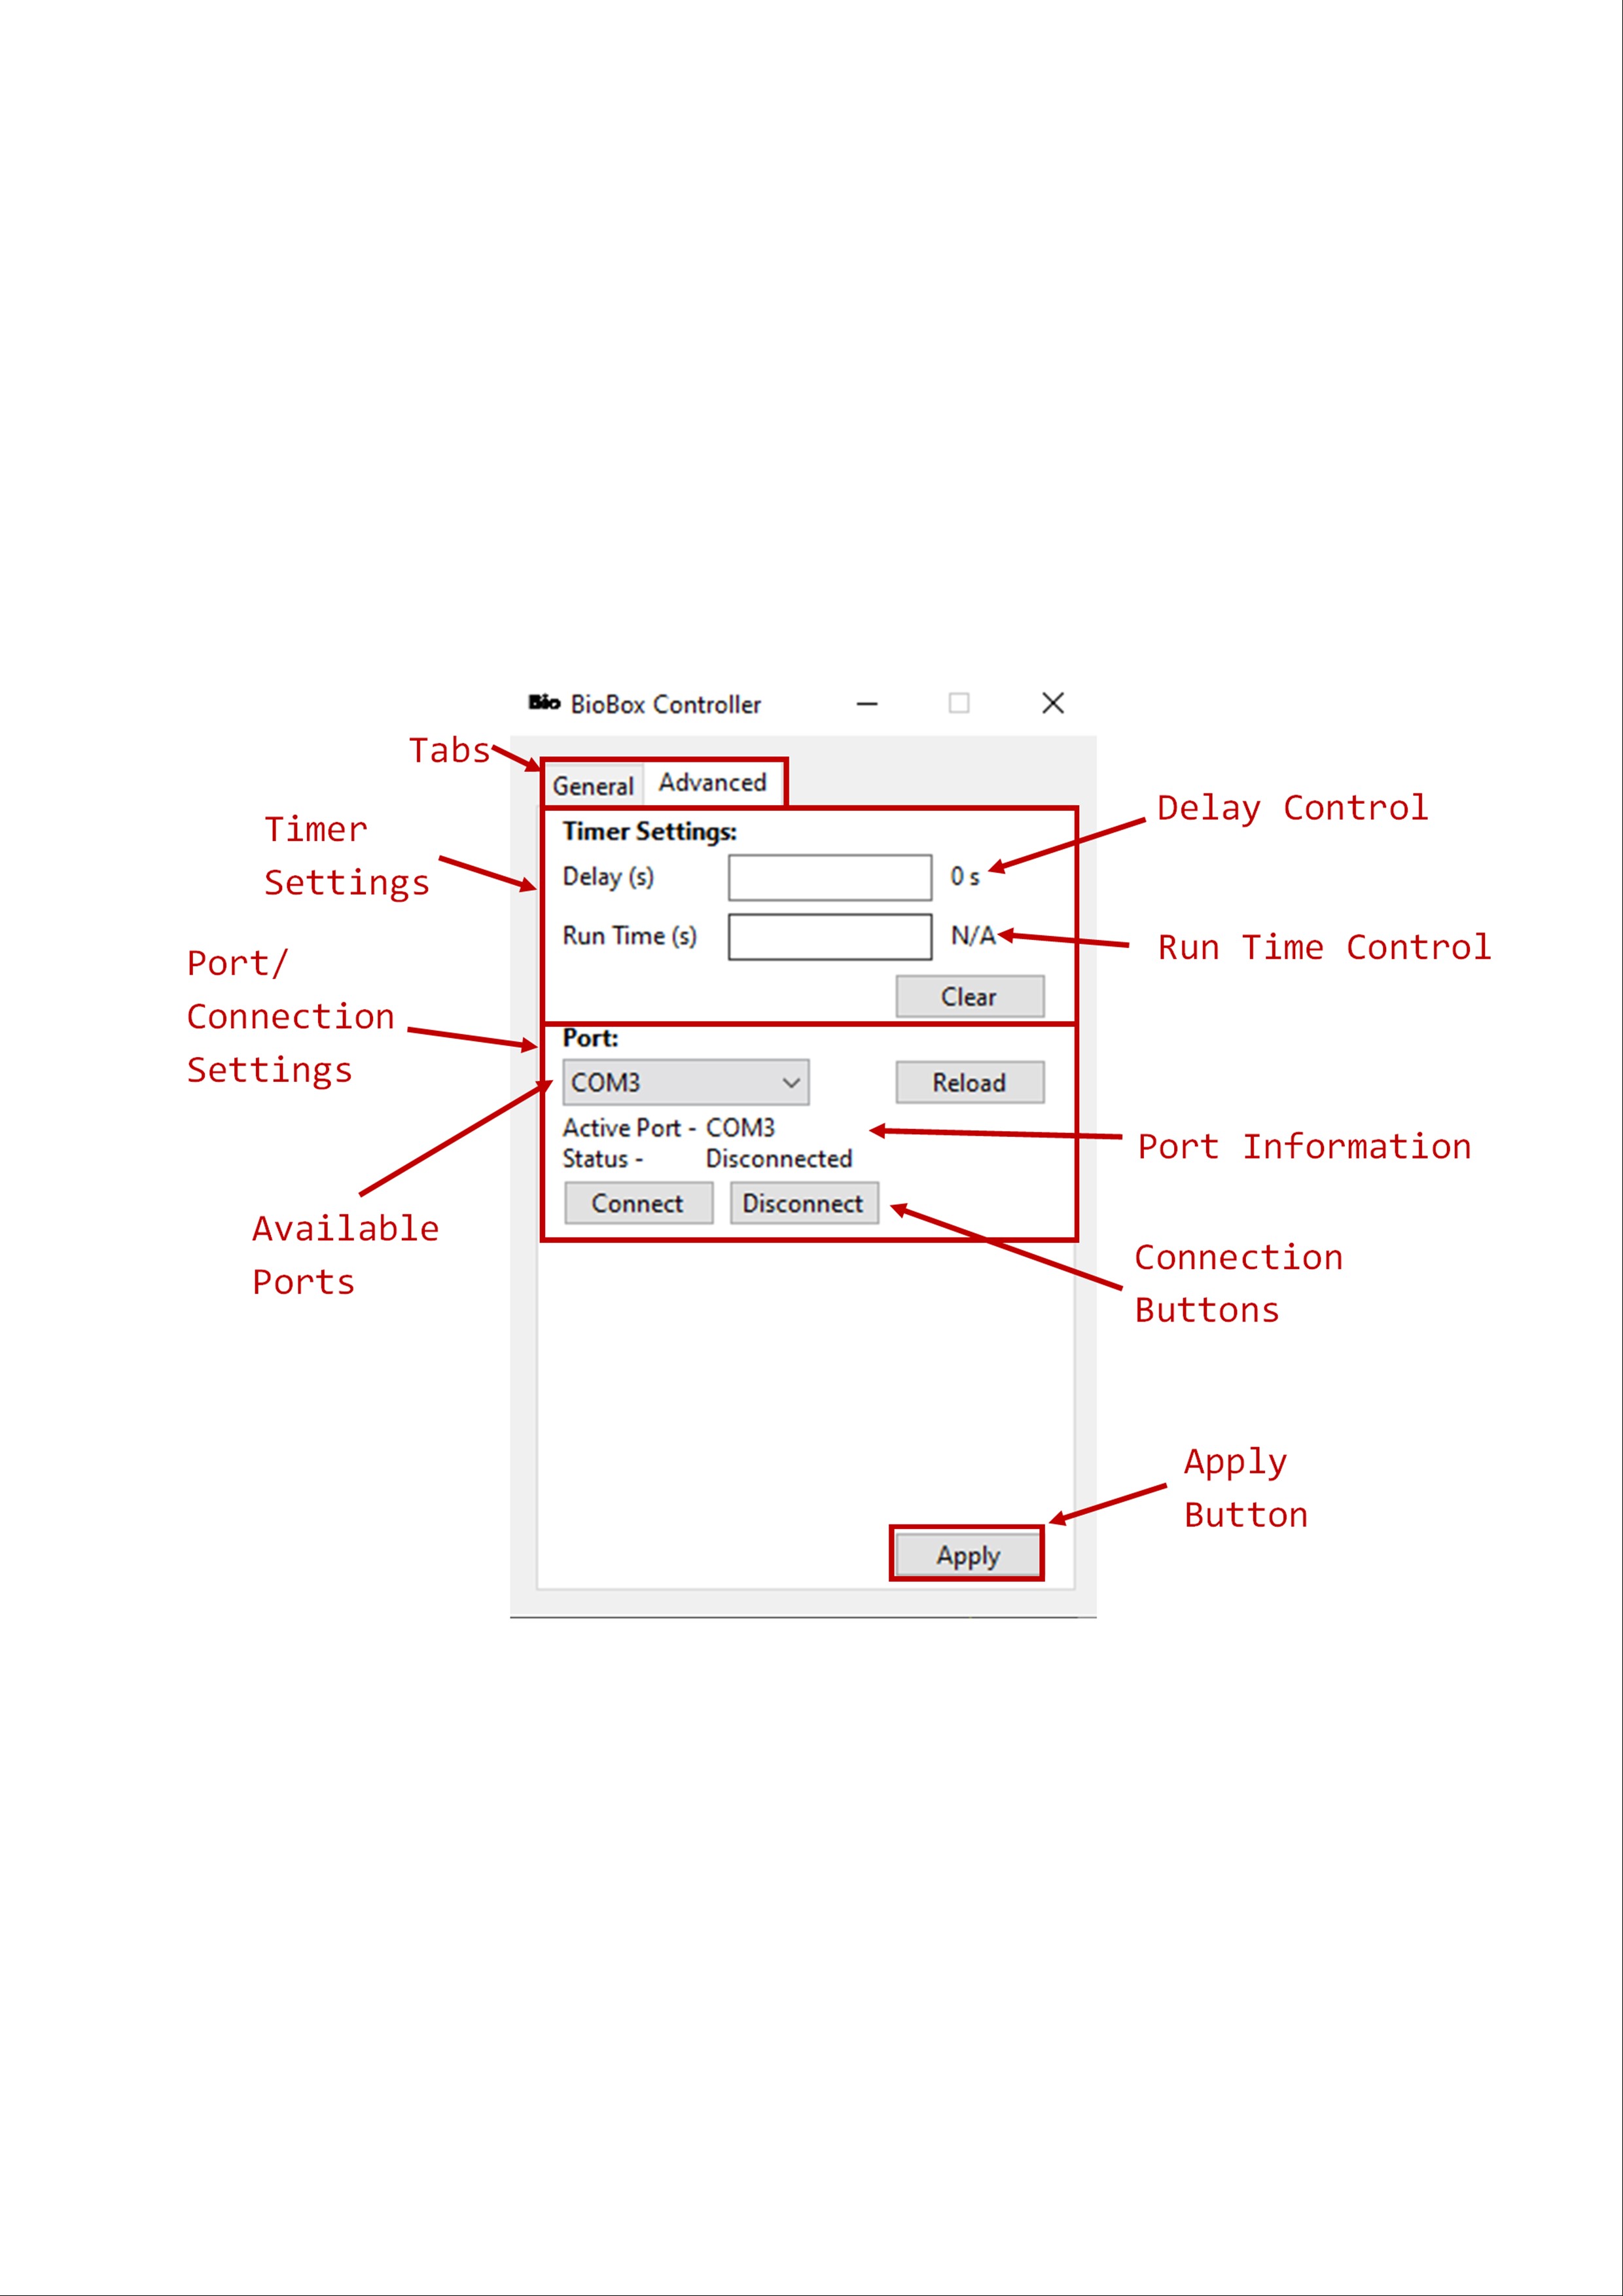 Bio BioBox Controller
Tabs
General Advanced
Timer
Settings
Timer Settings:
Delay (s) 0 s
Delay Control
Run Time (s) N/A
Run Time Control
Clear
Port/
Connection
Settings
Port:
COM3 Reload
Active Port - COM3
Status - Disconnected
Port Information
Connect Disconnect
Available
Ports
Connection
Buttons
Apply
Button
Apply